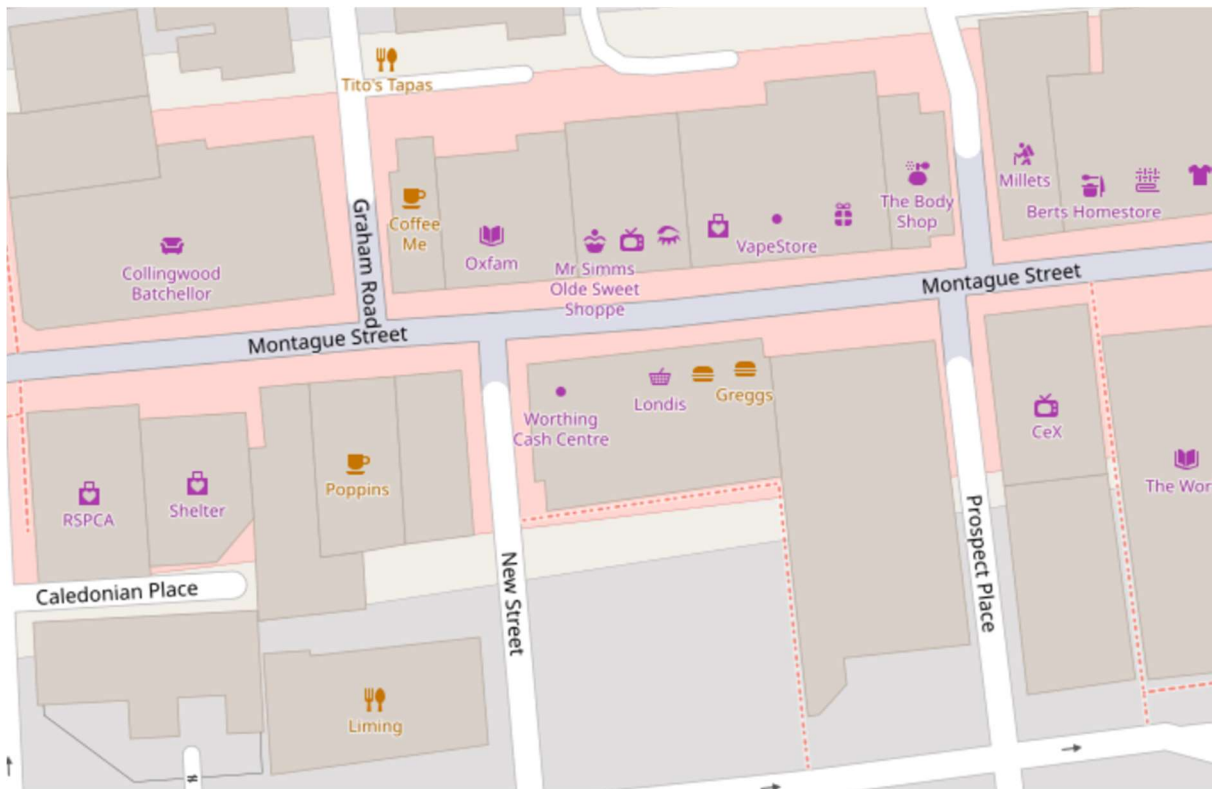 Tito's Tapas
Graham Road
Coffee
Me
Oxfam
Mr Simms
Olde Sweet
Shoppe
VapeStore
The Body
Shop
Millets
Berts Homestore
Collingwood
Batchellor
Montague Street
Montague Street
Worthing
Cash Centre
Londis
Greggs
CeX
The Wor
RSPCA
Shelter
Poppins
Caledonian Place
New Street
Prospect Place
Liming